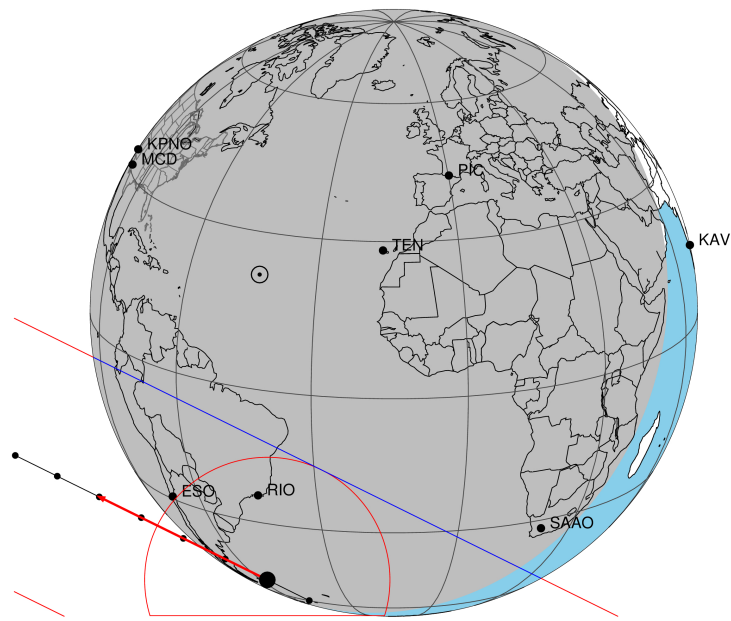 KPNO
MCD
PIC
KAV
TEN
ESO
RIO
SAAO